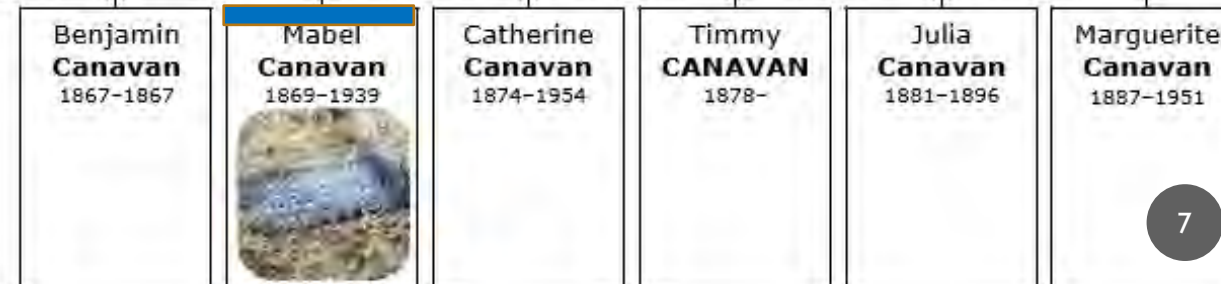 Benjamin
Canavan
1867-1867
Mabel
Canavan
1869-1939
Catherine
Canavan
1874-1954
Timmy
CANAVAN
1878-
Julia
Canavan
1881-1896
Marguerite
Canavan
1887-1951
7